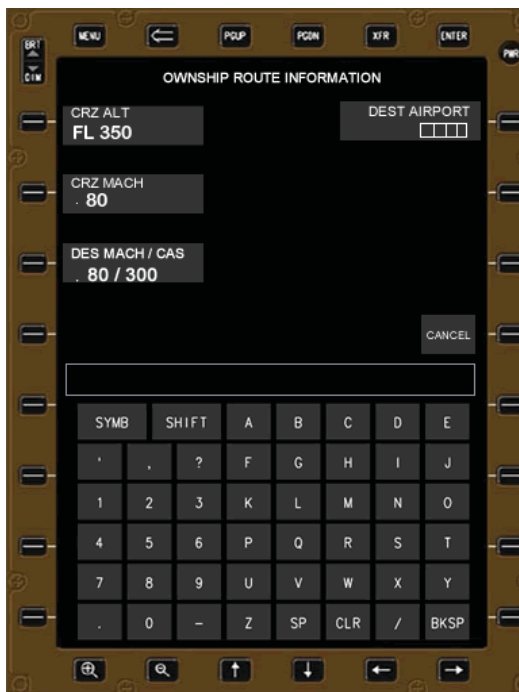 MENU PGUP PGDN XFR ENTER
BRT
DIM
PWR
OWNSHIP ROUTE INFORMATION
CRZ ALT
FL 350
DEST AIRPORT
CRZ MACH
. 80
DES MACH / CAS
. 80 / 300
CANCEL
SYMB SHIFT A B C D E
' , ? F G H I J
1 2 3 K L M N O
4 5 6 P Q R S T
7 8 9 U V W X Y
. 0 – Z SP CLR / BKSP